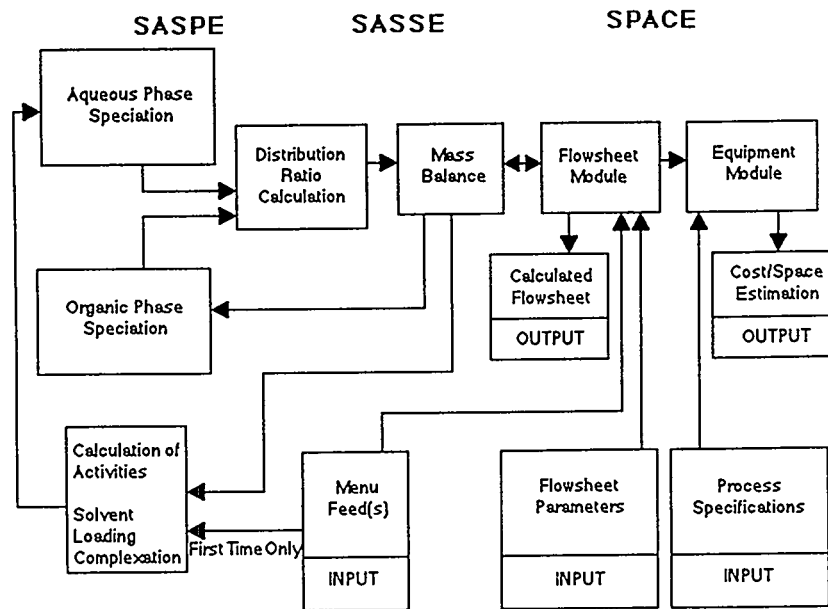 SASPE SASSE SPACE
Aqueous Phase
Speciation
Distribution
Ratio
Calculation
Mass
Balance
Flowsheet
Module
Equipment
Module
Organic Phase
Speciation
Calculated
Flowsheet
OUTPUT
Cost/Space
Estimation
OUTPUT
Calculation of
Activities
Solvent
Loading
Complexation
First Time Only
Menu
Feed(s)
INPUT
Flowsheet
Parameters
INPUT
Process
Specifications
INPUT